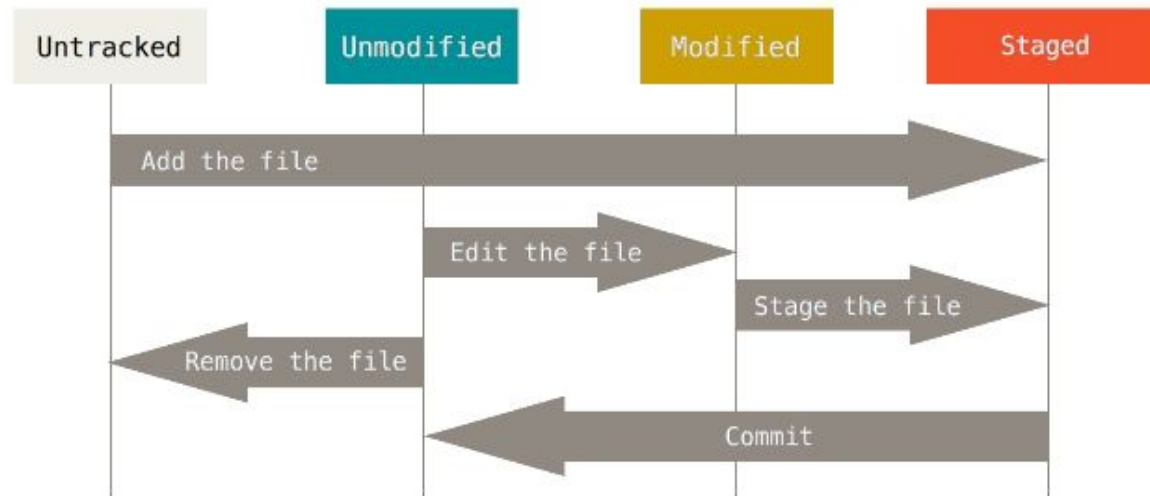 Untracked
Unmodified
Modified
Staged
Add the file
Edit the file
Stage the file
Remove the file
Commit